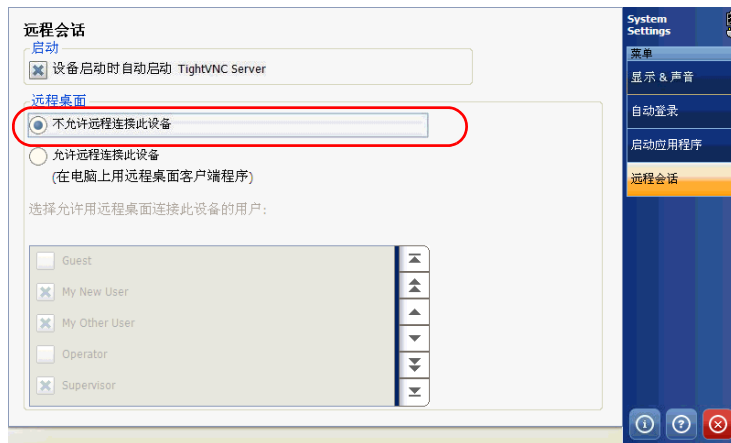 远程会话
启动
设备启动时自动启动 TightVNC Server
远程桌面
不允许远程连接此设备
允许远程连接此设备
(在电脑上用远程桌面客户端程序)
选择允许用远程桌面连接此设备的用户:
Guest
My New User
My Other User
Operator
Supervisor
System
Settings
菜单
显示 & 声音
自动登录
启动应用程序
远程会话